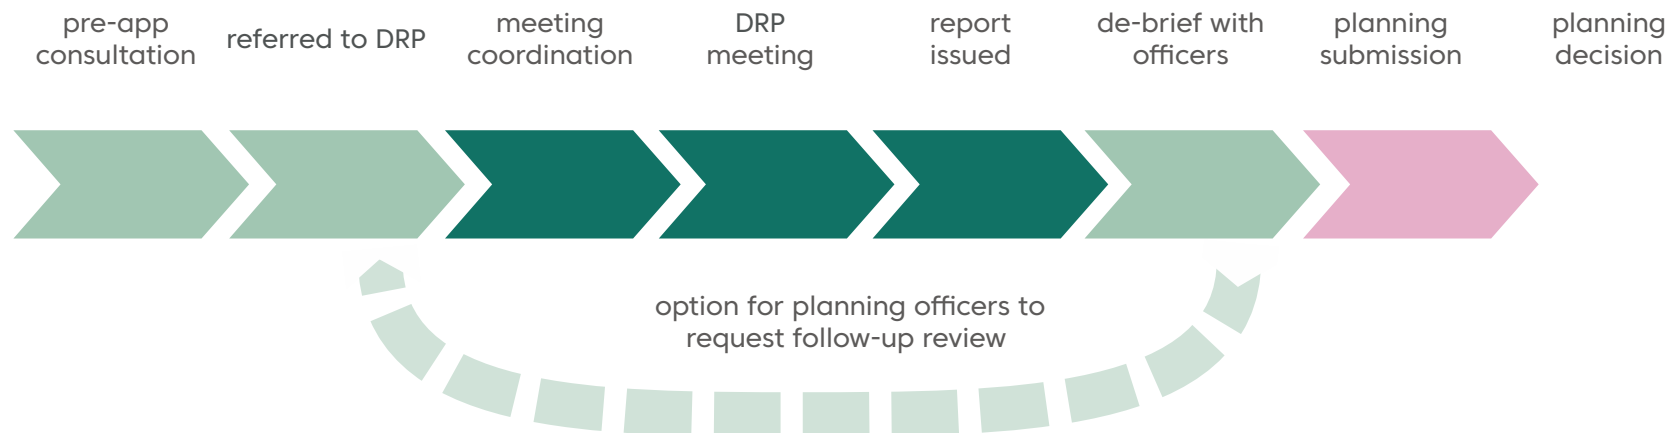 pre-app
consultation
referred to DRP
meeting
coordination
DRP
meeting
report
issued
de-brief with
officers
planning
submission
planning
decision
option for planning officers to
request follow-up review